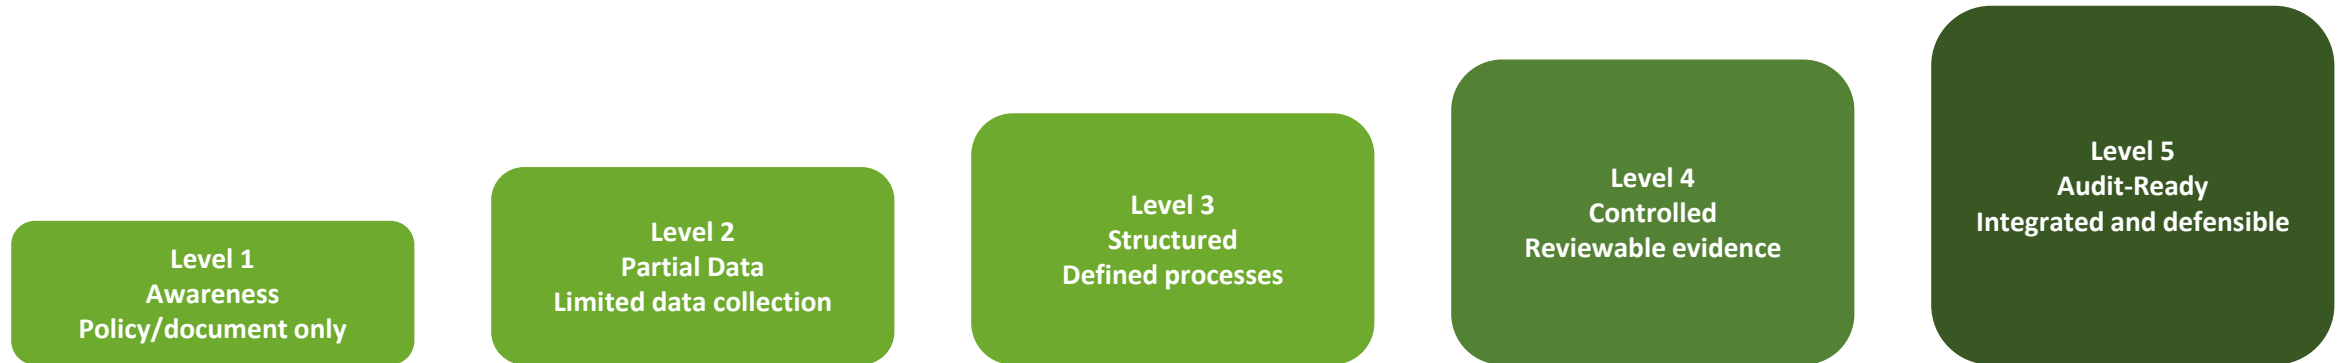 Level 1
Awareness
Policy/document only
Level 2
Partial Data
Limited data collection
Level 3
Structured
Defined processes
Level 4
Controlled
Reviewable evidence
Level 5
Audit-Ready
Integrated and defensible